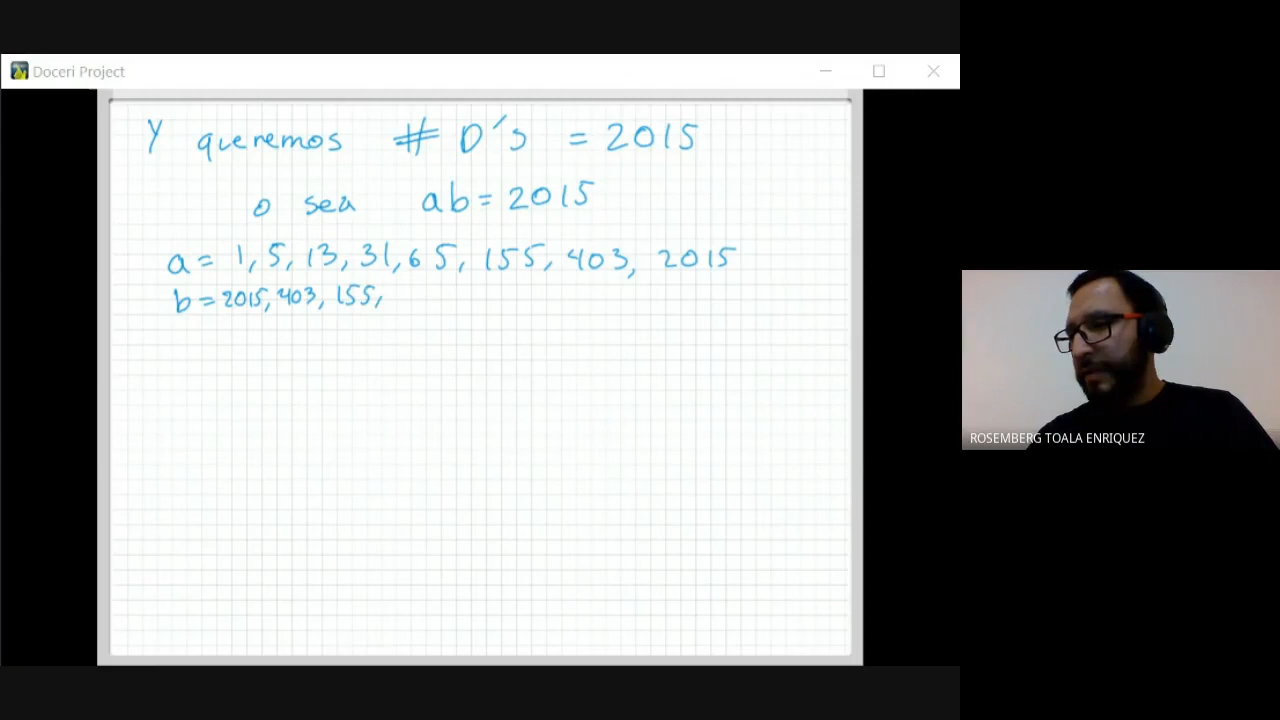 Doceri Project
Y queremos # D's = 2015
o sea ab = 2015
a = 1, 5, 13, 31, 65, 155, 403, 2015
b = 2015, 403, 155,
ROSEMBERG TOALA ENRIQUEZ